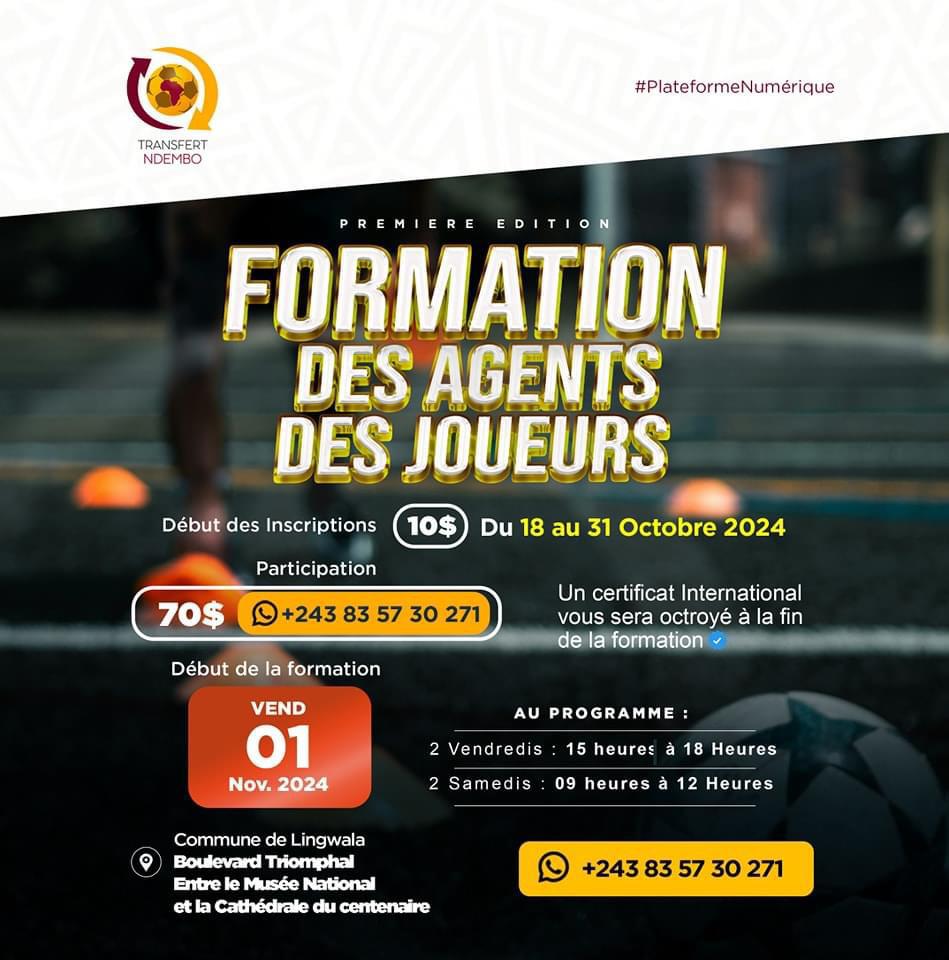 TRANSFERT
NDEMBO
#PlateformeNumérique
PREMIERE EDITION
FORMATION
DES AGENTS
DES JOUEURS
Début des Inscriptions 10$ Du 18 au 31 Octobre 2024
Participation
70$ +243 83 57 30 271
Un certificat International
vous sera octroyé à la fin
de la formation
Début de la formation
VEND
01
Nov. 2024
AU PROGRAMME :
2 Vendredis : 15 heures à 18 Heures
2 Samedis : 09 heures à 12 Heures
Commune de Lingwala
Boulevard Triomphal
Entre le Musée National
et la Cathédrale du centenaire
+243 83 57 30 271